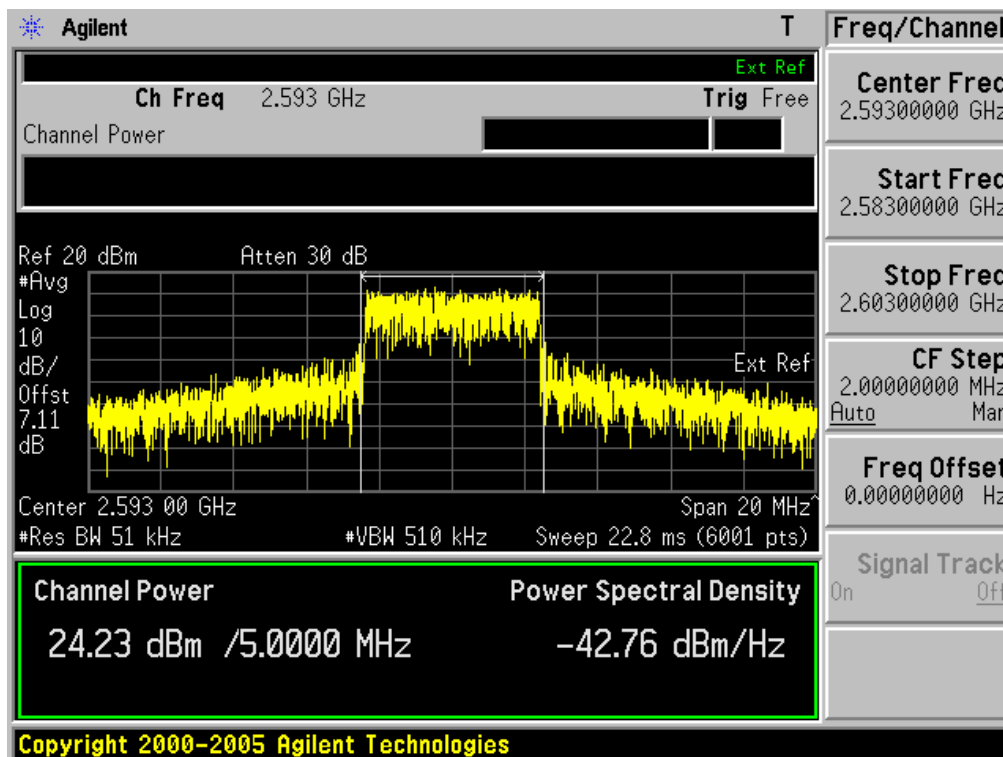 Agilent T Freq/Channel
Ext Ref
Ch Freq 2.593 GHz Trig Free
Channel Power
Ref 20 dBm Atten 30 dB
#Avg
Log
10
dB/
Offst
7.11
dB
Ext Ref
Center 2.593 00 GHz Span 20 MHz^
#Res BW 51 kHz #VBW 510 kHz Sweep 22.8 ms (6001 pts)
Channel Power Power Spectral Density
24.23 dBm /5.0000 MHz -42.76 dBm/Hz
Copyright 2000-2005 Agilent Technologies
Center Freq
2.59300000 GHz
Start Freq
2.58300000 GHz
Stop Freq
2.60300000 GHz
CF Step
2.00000000 MHz
Auto Man
Freq Offset
0.00000000 Hz
Signal Track
On Off